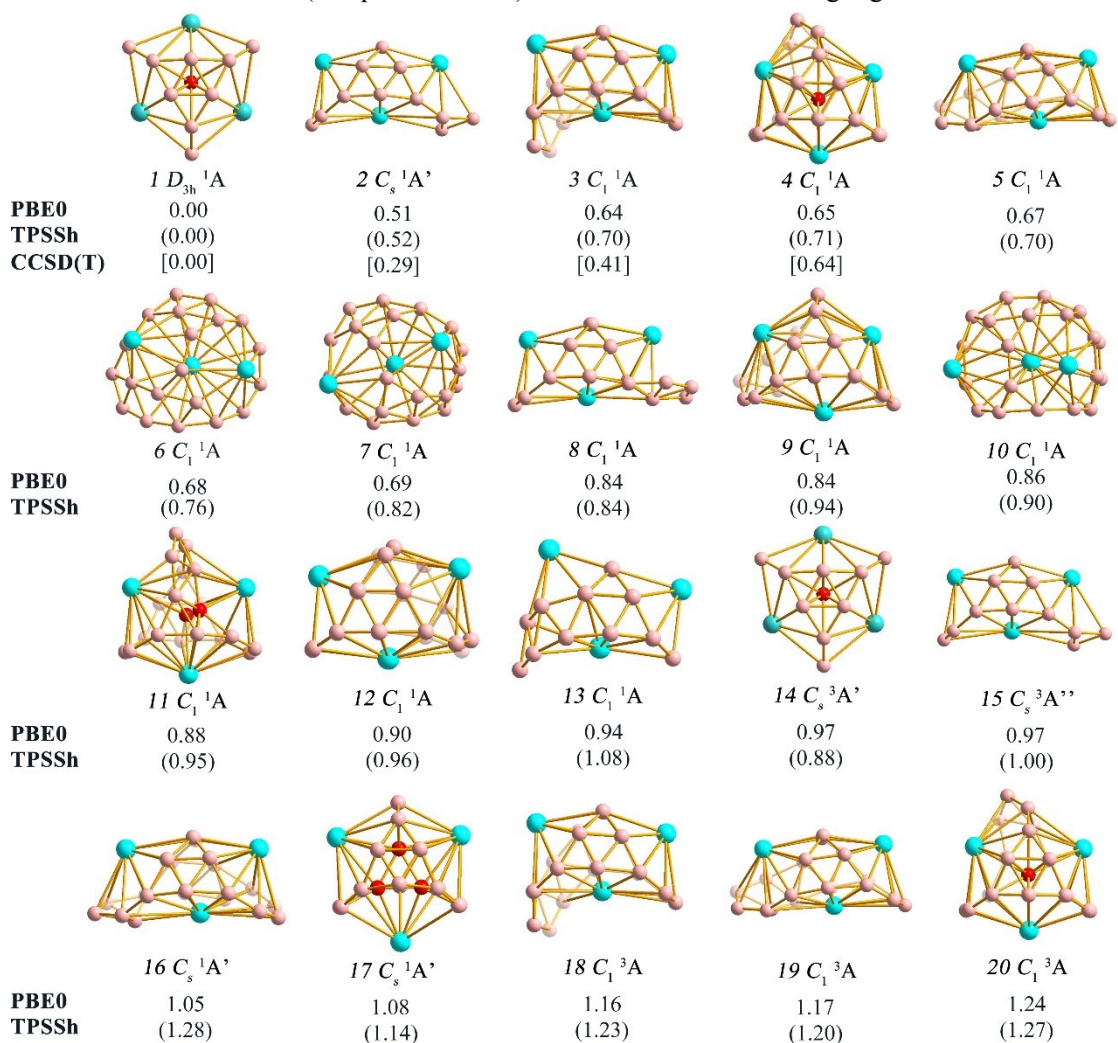 1 D3h ¹A 2 Cs ¹A’ 3 C1 ¹A 4 C1 ¹A 5 C1 ¹A
PBE0 0.00 0.51 0.64 0.65 0.67
TPSSh (0.00) (0.52) (0.70) (0.71) (0.70)
CCSD(T) [0.00] [0.29] [0.41] [0.64]
6 C1 ¹A 7 C1 ¹A 8 C1 ¹A 9 C1 ¹A 10 C1 ¹A
PBE0 0.68 0.69 0.84 0.84 0.86
TPSSh (0.76) (0.82) (0.84) (0.94) (0.90)
11 C1 ¹A 12 C1 ¹A 13 C1 ¹A 14 Cs ³A’ 15 Cs ³A’’
PBE0 0.88 0.90 0.94 0.97 0.97
TPSSh (0.95) (0.96) (1.08) (0.88) (1.00)
16 Cs ¹A’ 17 Cs ¹A’ 18 C1 ³A 19 C1 ³A 20 C1 ³A
PBE0 1.05 1.08 1.16 1.17 1.24
TPSSh (1.28) (1.14) (1.23) (1.20) (1.27)